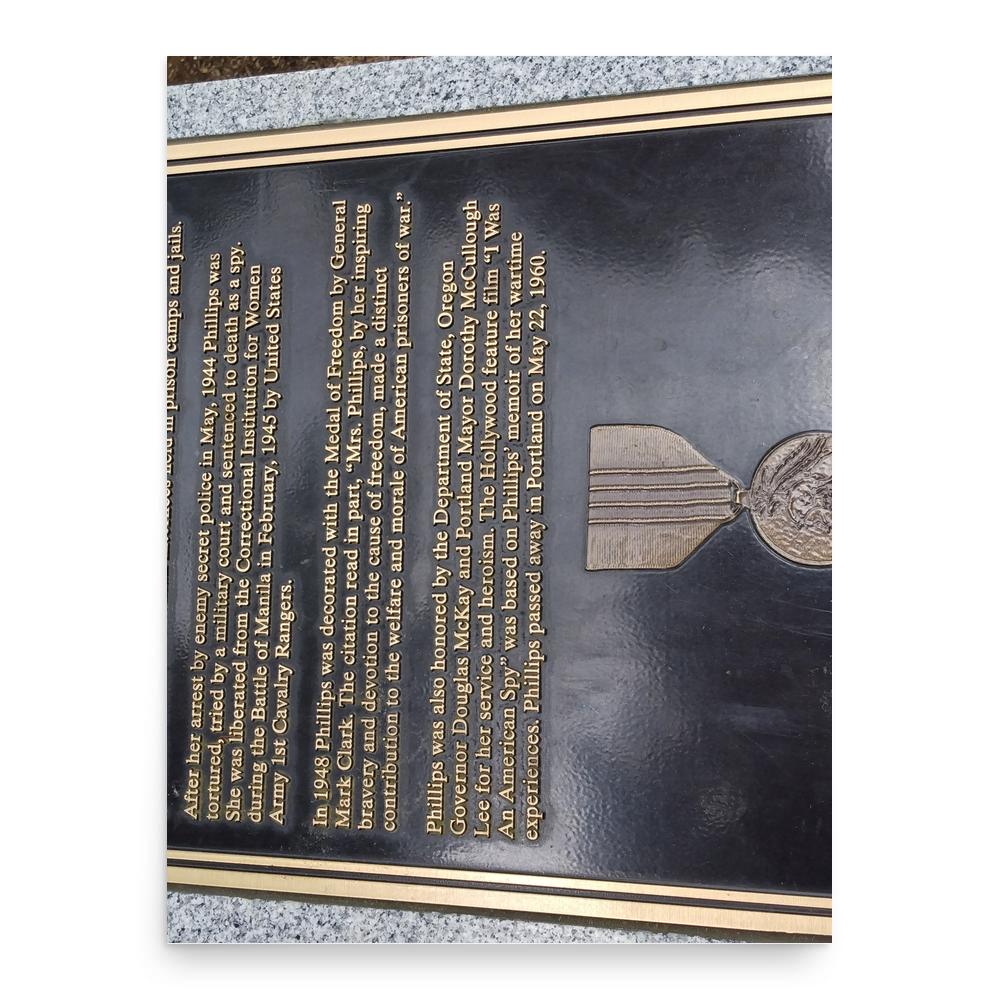 in prison camps and jails.
After her arrest by enemy secret police in May, 1944 Phillips was
tortured, tried by a military court and sentenced to death as a spy.
She was liberated from the Correctional Institution for Women
during the Battle of Manila in February, 1945 by United States
Army 1st Cavalry Rangers.
In 1948 Phillips was decorated with the Medal of Freedom by General
Mark Clark. The citation read in part, “Mrs. Phillips, by her inspiring
bravery and devotion to the cause of freedom, made a distinct
contribution to the welfare and morale of American prisoners of war.”
Phillips was also honored by the Department of State, Oregon
Governor Douglas McKay and Portland Mayor Dorothy McCullough
Lee for her service and heroism. The Hollywood feature film “I Was
An American Spy” was based on Phillips’ memoir of her wartime
experiences. Phillips passed away in Portland on May 22, 1960.